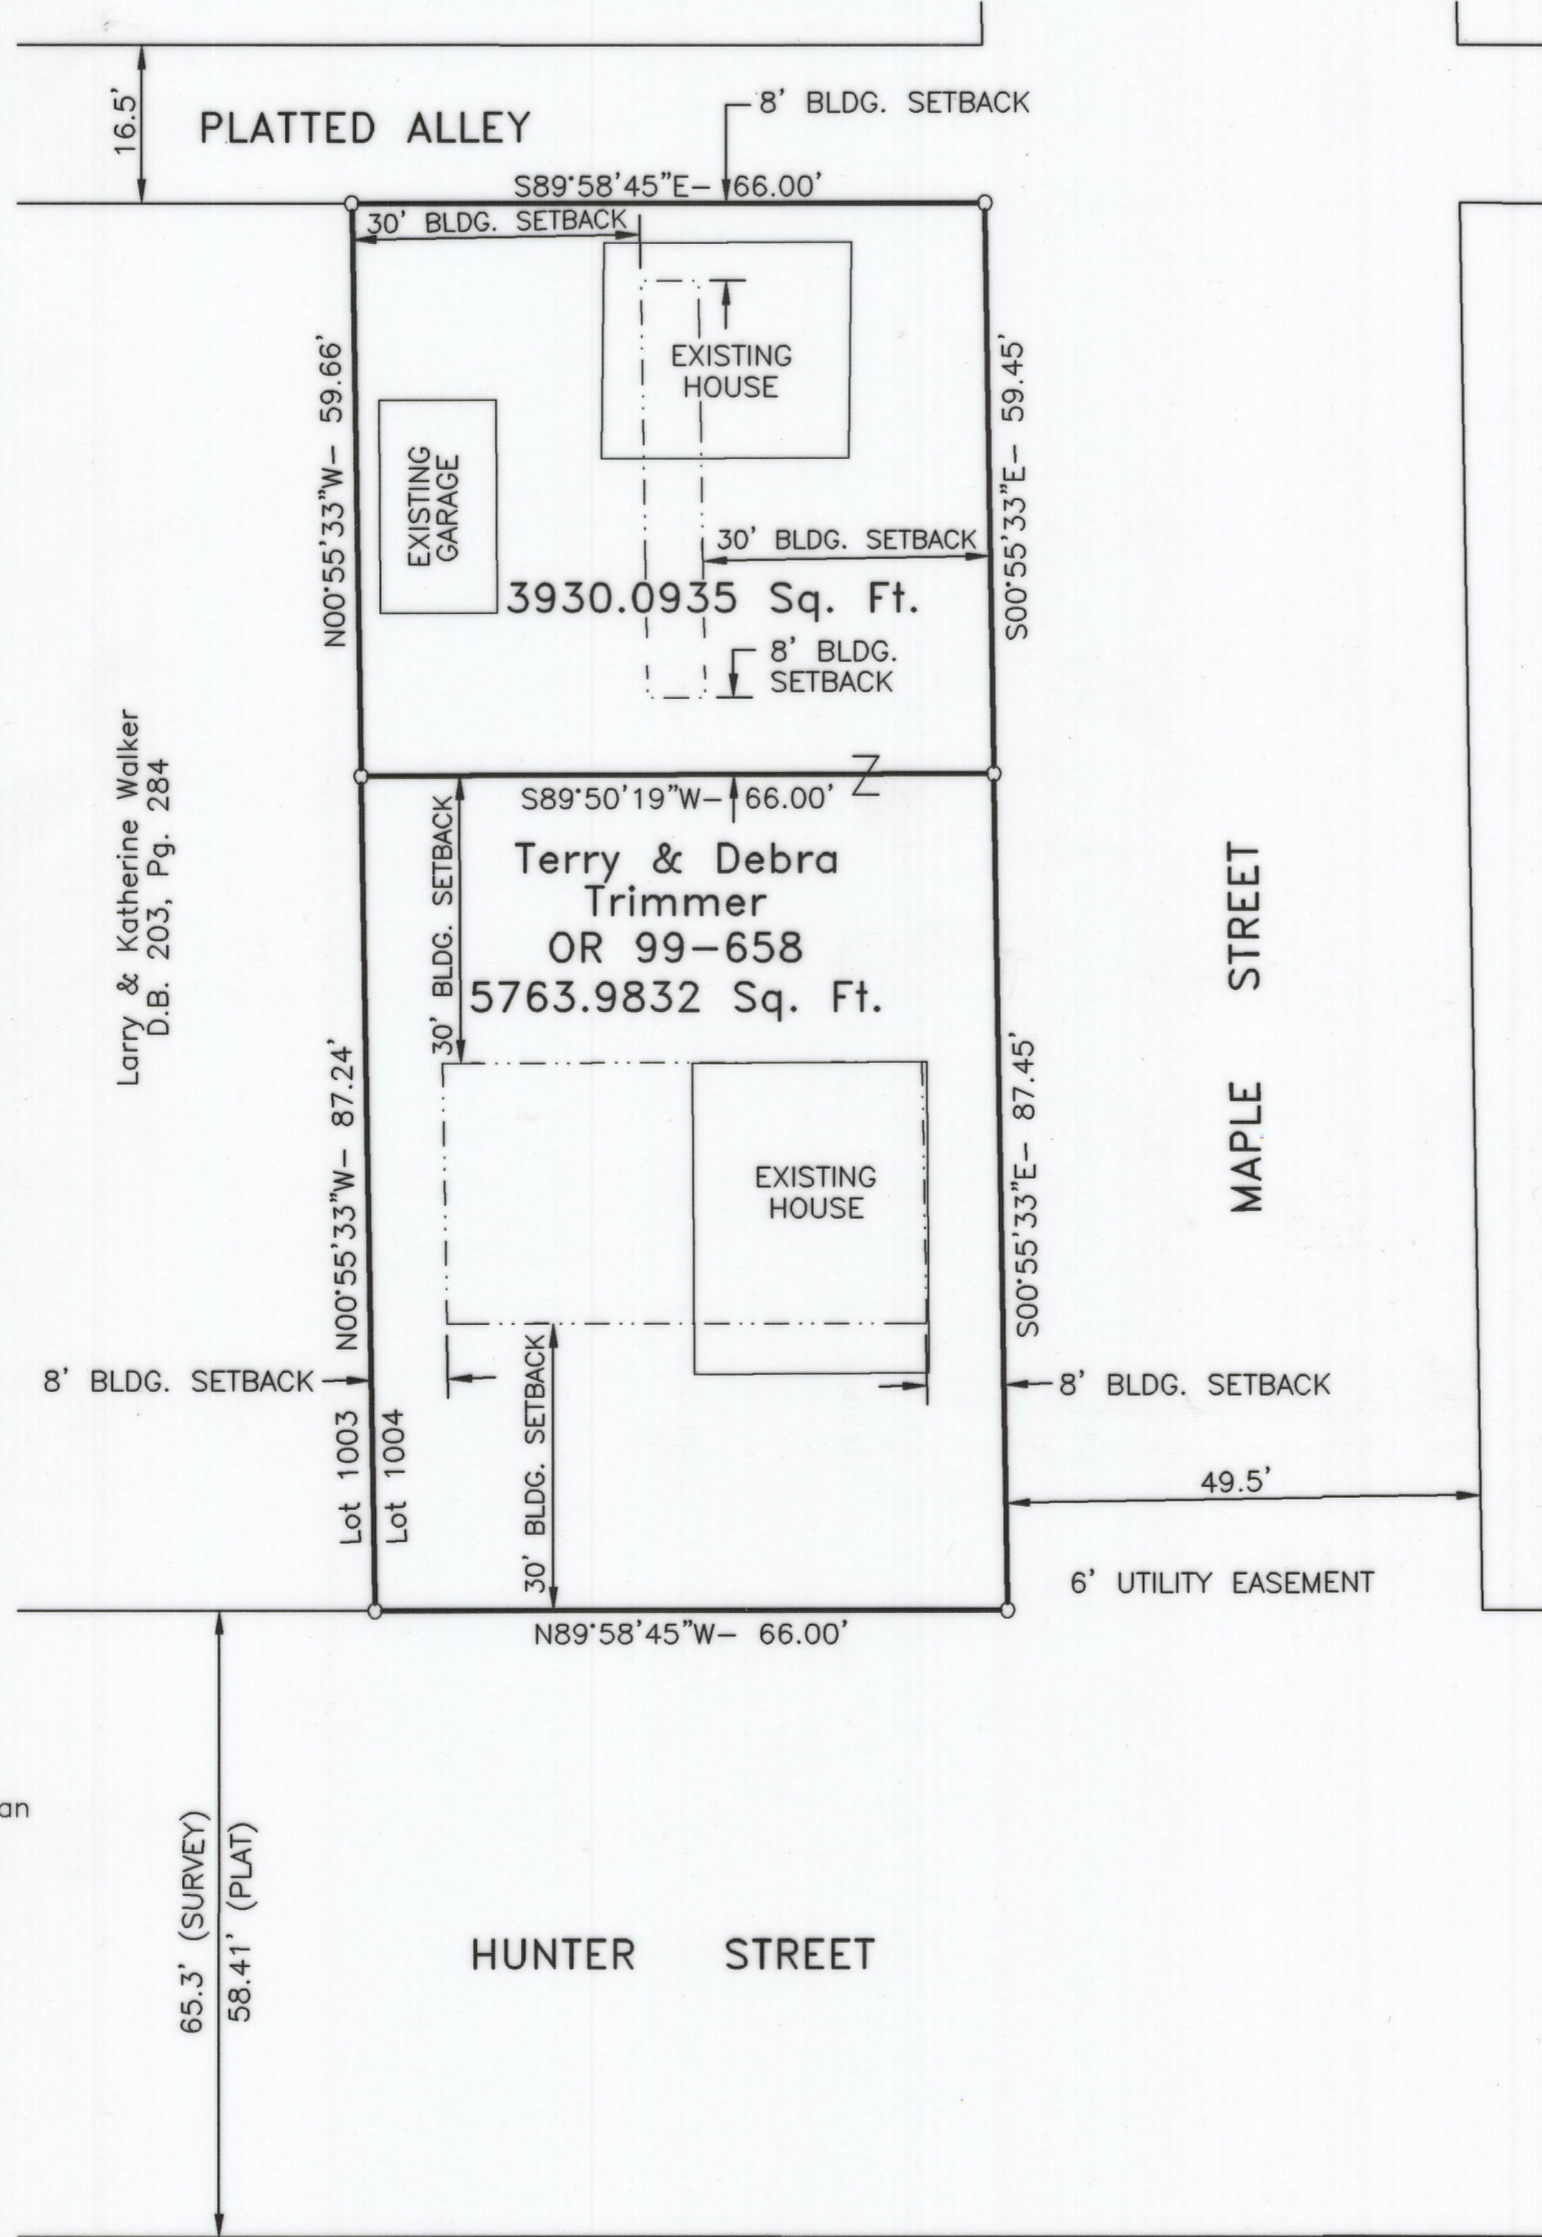 16.5'
PLATTED ALLEY
8' BLDG. SETBACK
S89°58'45"E- 66.00'
30' BLDG. SETBACK
N00°55'33"W- 59.66'
EXISTING
HOUSE
S00°55'33"E- 59.45'
EXISTING
GARAGE
30' BLDG. SETBACK
3930.0935 Sq. Ft.
8' BLDG.
SETBACK
Larry & Katherine Walker
D.B. 203, Pg. 284
S89°50'19"W- 66.00'
Z
30' BLDG. SETBACK
Terry & Debra
Trimmer
OR 99-658
5763.9832 Sq. Ft.
MAPLE STREET
N00°55'33"W- 87.24'
EXISTING
HOUSE
S00°55'33"E- 87.45'
8' BLDG. SETBACK
30' BLDG. SETBACK
8' BLDG. SETBACK
Lot 1003
Lot 1004
49.5'
6' UTILITY EASEMENT
N89°58'45"W- 66.00'
an
65.3' (SURVEY)
58.41' (PLAT)
HUNTER STREET